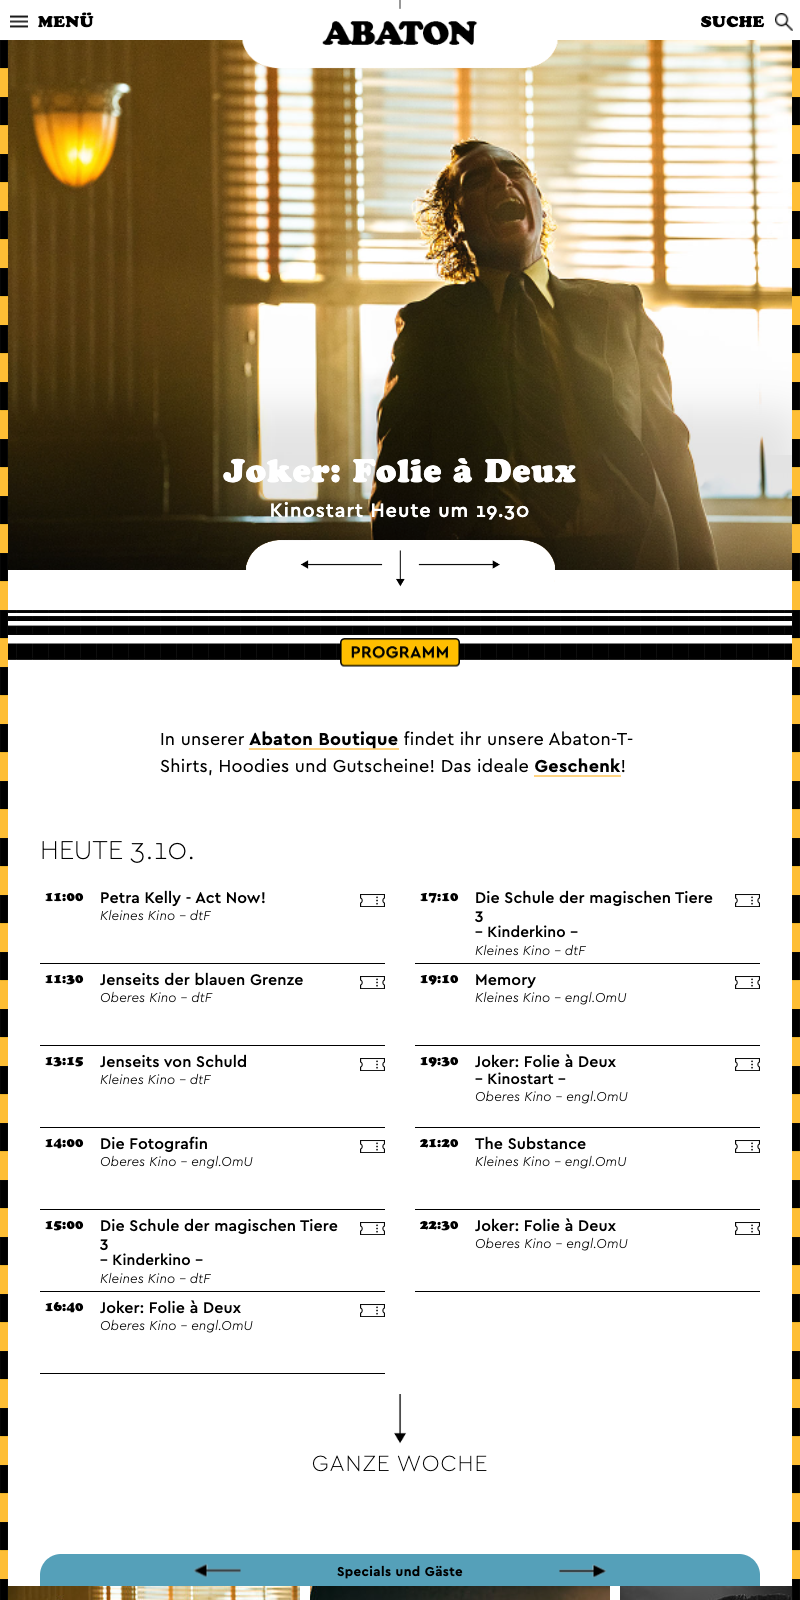 MENÜ
ABATON
SUCHE
Joker: Folie à Deux
Kinostart Heute um 19.30
PROGRAMM
In unserer Abaton Boutique findet ihr unsere Abaton-T-
Shirts, Hoodies und Gutscheine! Das ideale Geschenk!
HEUTE 3.10.
11:00 Petra Kelly - Act Now!
Kleines Kino – dtF
11:30 Jenseits der blauen Grenze
Oberes Kino – dtF
13:15 Jenseits von Schuld
Kleines Kino – dtF
14:00 Die Fotografin
Oberes Kino – engl.OmU
15:00 Die Schule der magischen Tiere
3
– Kinderkino –
Kleines Kino – dtF
16:40 Joker: Folie à Deux
Oberes Kino – engl.OmU
17:10 Die Schule der magischen Tiere
3
– Kinderkino –
Kleines Kino – dtF
19:10 Memory
Kleines Kino – engl.OmU
19:30 Joker: Folie à Deux
– Kinostart –
Oberes Kino – engl.OmU
21:20 The Substance
Kleines Kino – engl.OmU
22:30 Joker: Folie à Deux
Oberes Kino – engl.OmU
GANZE WOCHE
Specials und Gäste